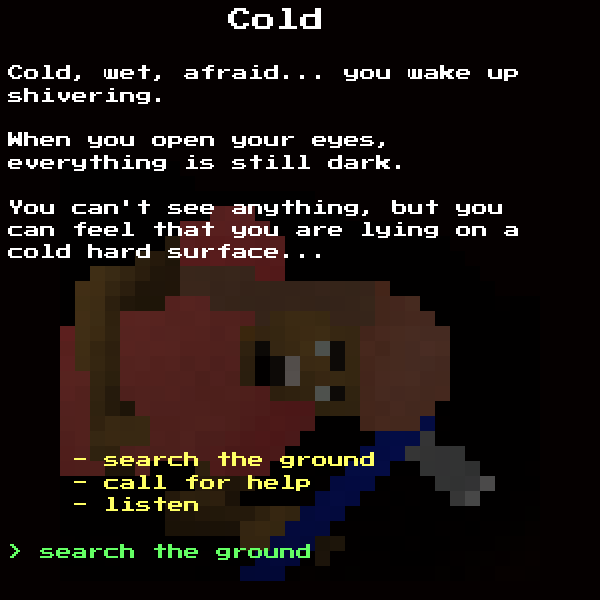 Cold
Cold, wet, afraid... you wake up
shivering.
When you open your eyes,
everything is still dark.
You can't see anything, but you
can feel that you are lying on a
cold hard surface...
- search the ground
- call for help
- listen
> search the ground